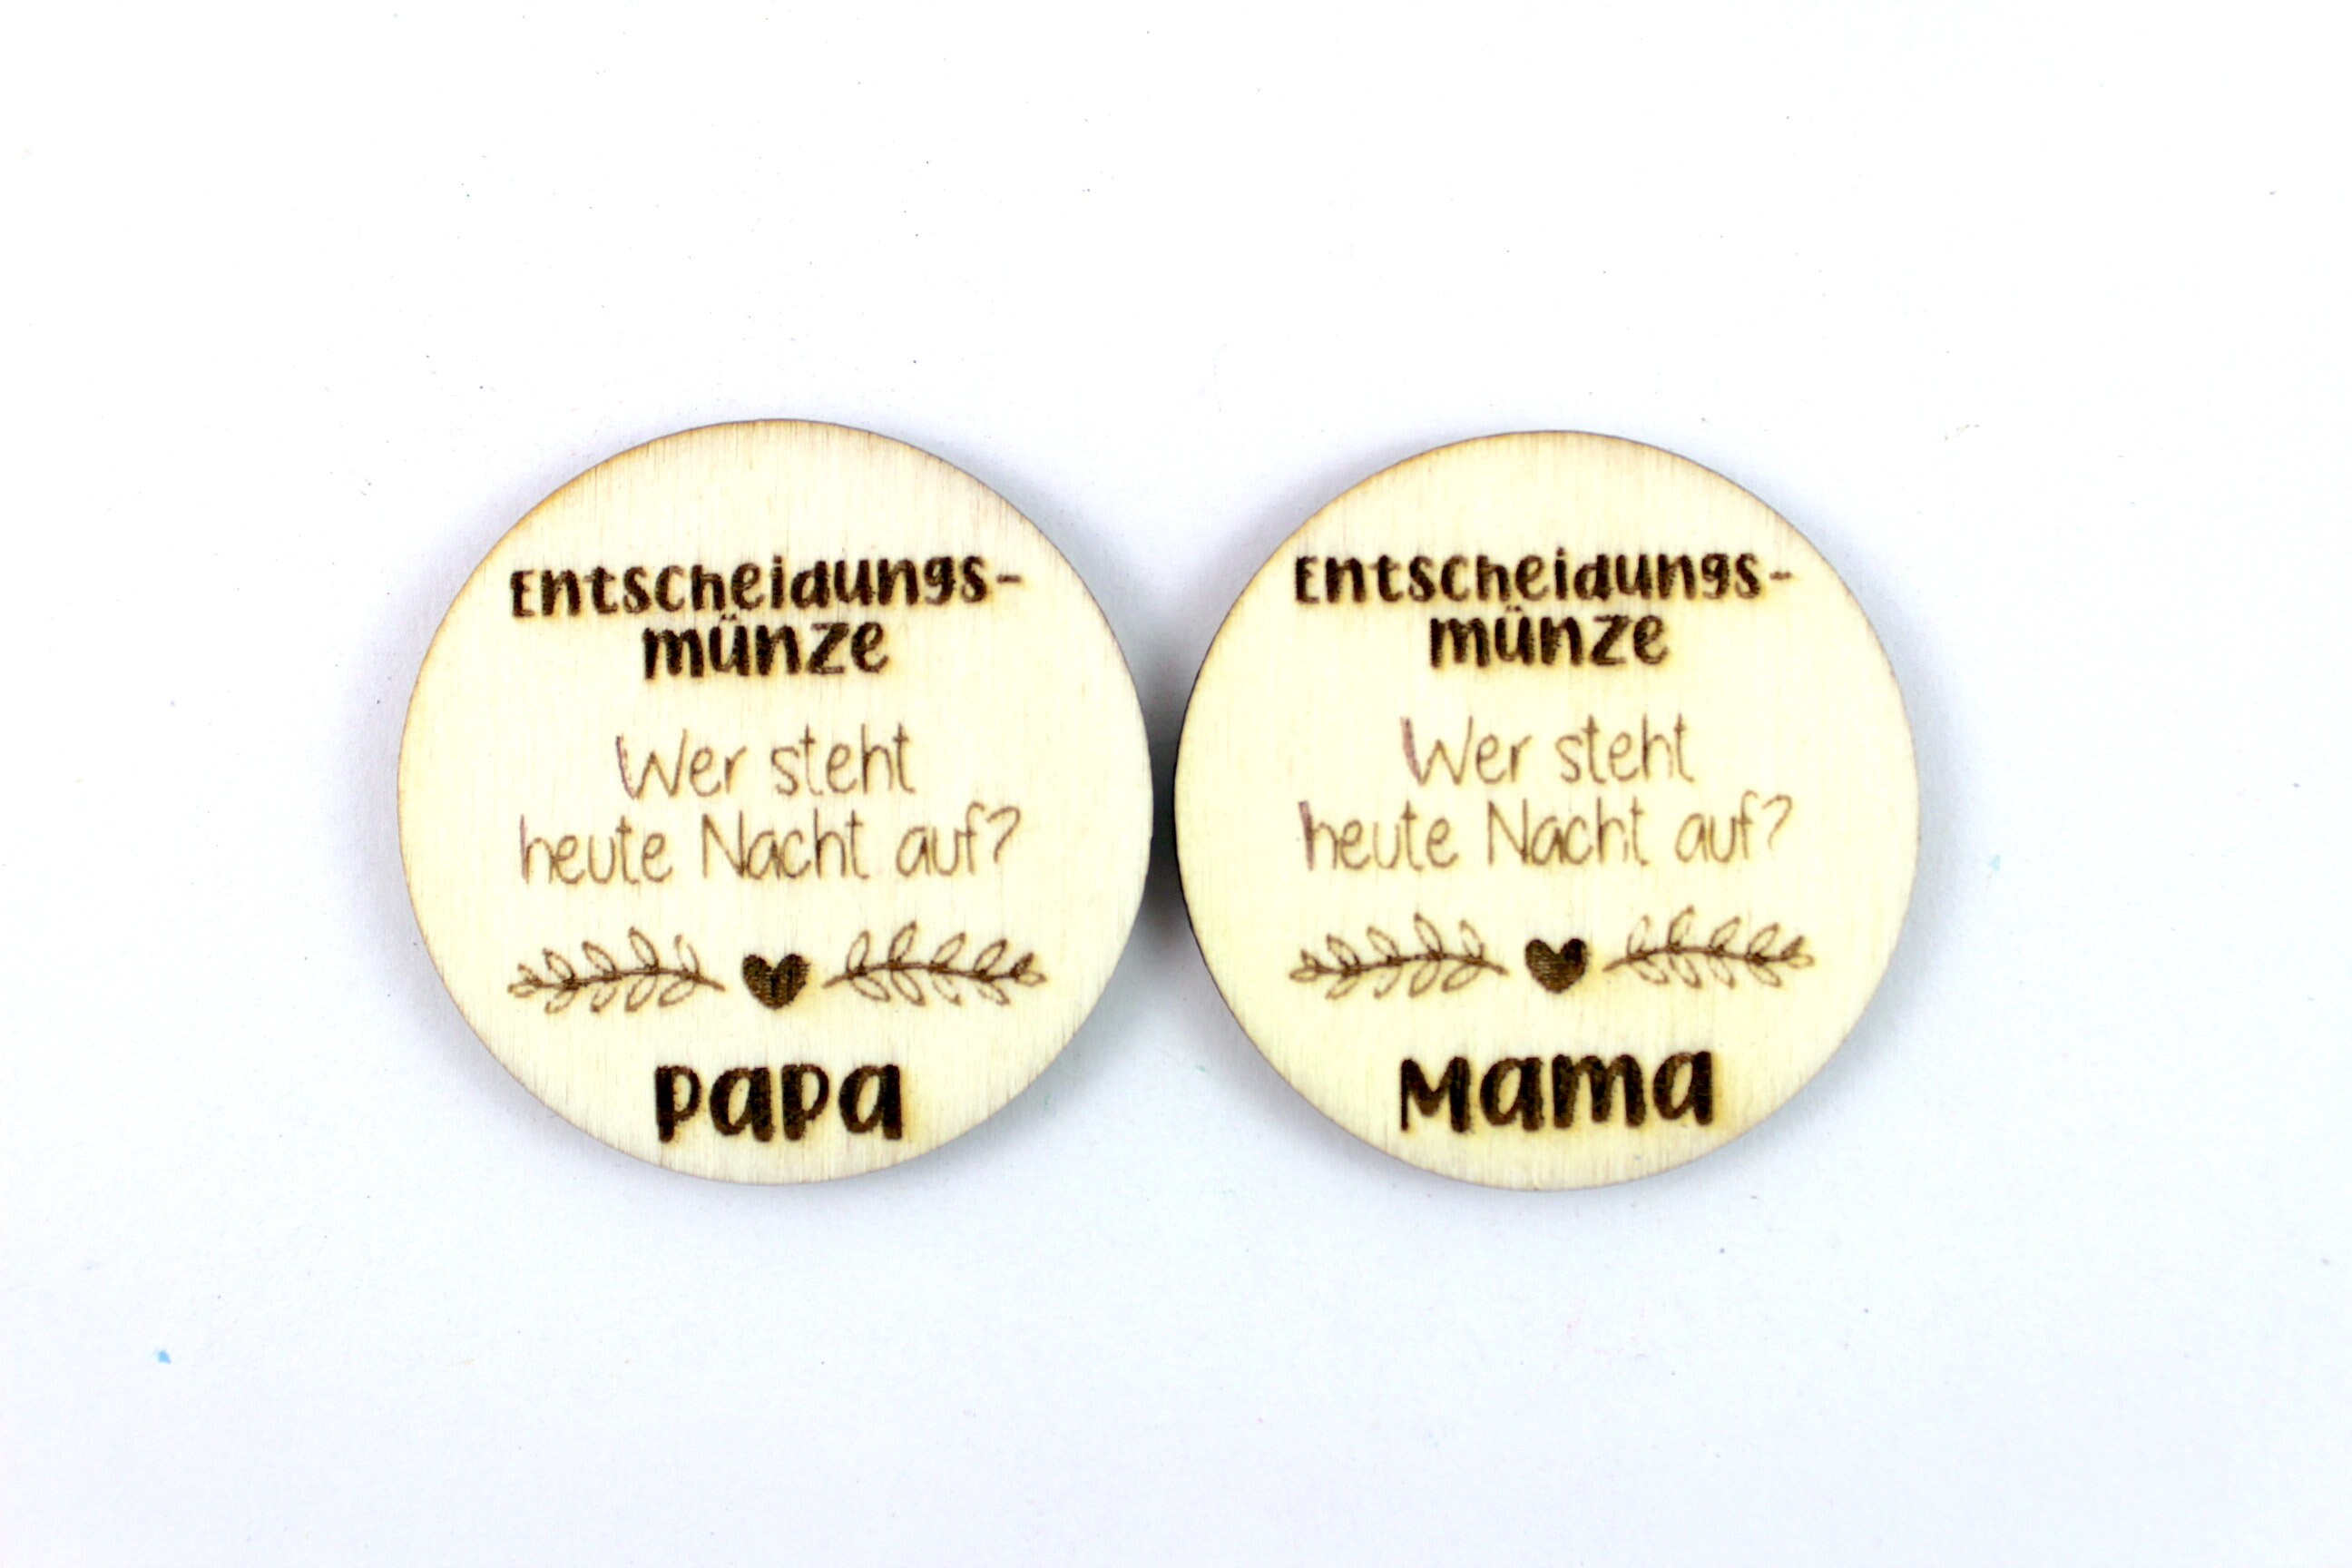 Entscheidungs-
münze
Wer steht
heute Nacht auf?
PAPA
Entscheidungs-
münze
Wer steht
heute Nacht auf?
Mama